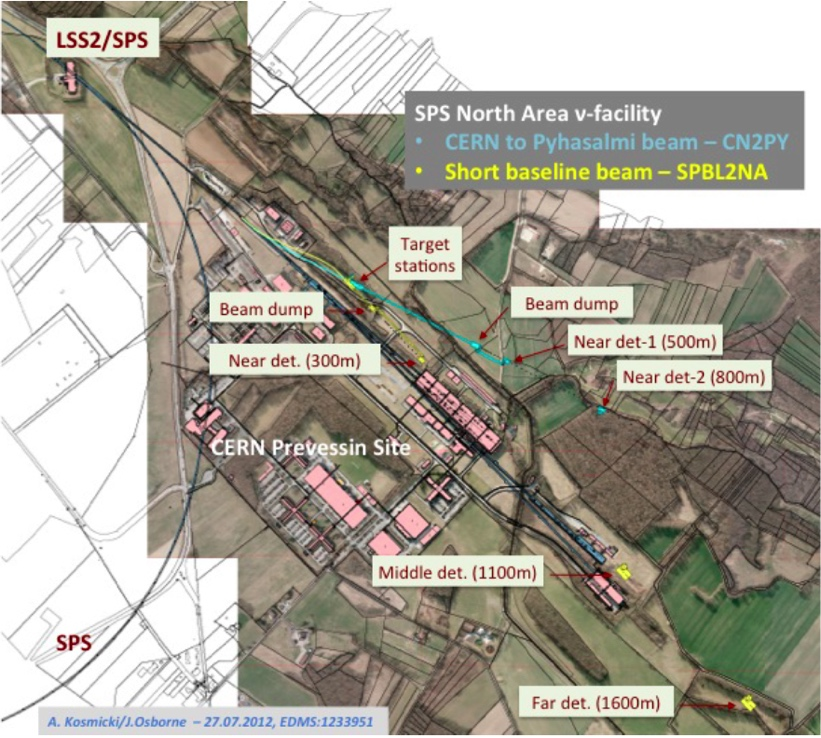 LSS2/SPS
SPS North Area ν-facility
• CERN to Pyhasalmi beam – CN2PY
• Short baseline beam – SPBL2NA
Target
stations
Beam dump
Beam dump
Near det-1 (500m)
Near det. (300m)
Near det-2 (800m)
CERN Prevessin Site
Middle det. (1100m)
SPS
Far det. (1600m)
A. Kosmicki/J.Osborne – 27.07.2012, EDMS:1233951